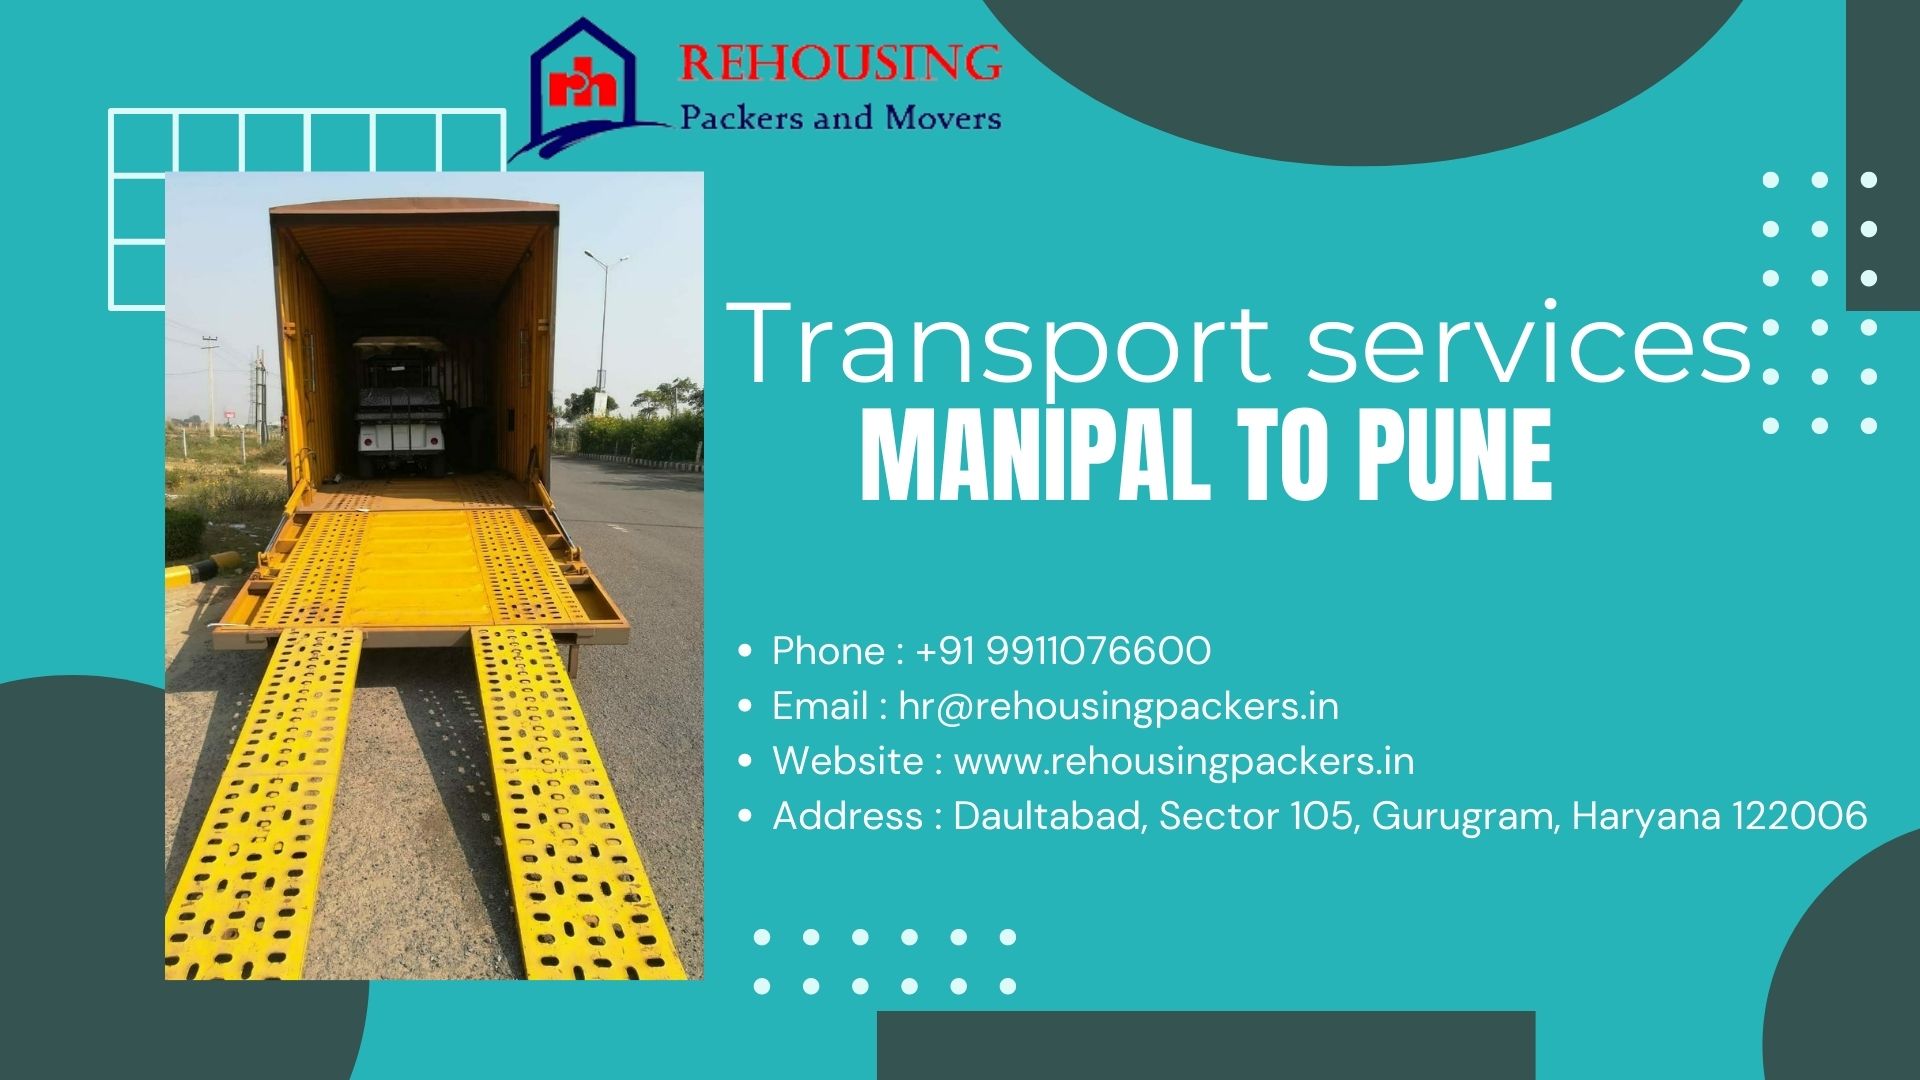 rh
REHOUSING
Packers and Movers
Transport services
MANIPAL TO PUNE
• Phone : +91 9911076600
• Email : hr@rehousingpackers.in
• Website : www.rehousingpackers.in
• Address : Daultabad, Sector 105, Gurugram, Haryana 122006